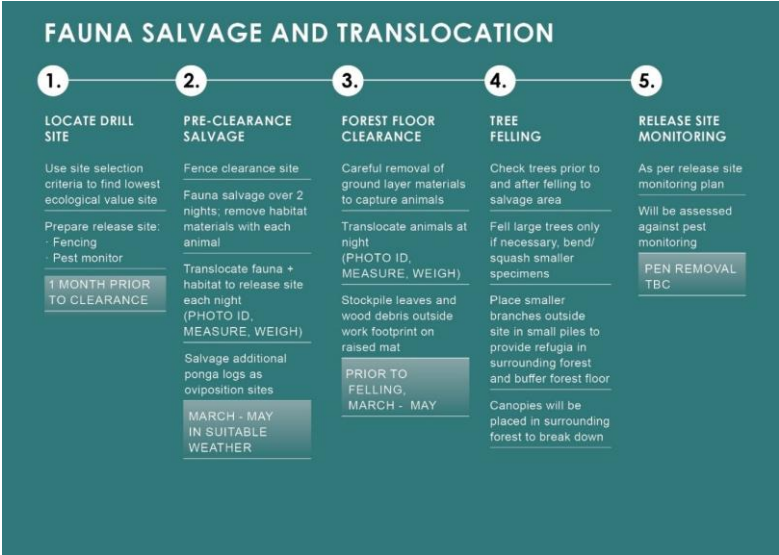 FAUNA SALVAGE AND TRANSLOCATION
1.
LOCATE DRILL
SITE
Use site selection
criteria to find lowest
ecological value site
Prepare release site:
· Fencing
· Pest monitor
1 MONTH PRIOR
TO CLEARANCE
2.
PRE-CLEARANCE
SALVAGE
Fence clearance site
Fauna salvage over 2
nights; remove habitat
materials with each
animal
Translocate fauna +
habitat to release site
each night
(PHOTO ID,
MEASURE, WEIGH)
Salvage additional
ponga logs as
oviposition sites
MARCH - MAY
IN SUITABLE
WEATHER
3.
FOREST FLOOR
CLEARANCE
Careful removal of
ground layer materials
to capture animals
Translocate animals at
night
(PHOTO ID,
MEASURE, WEIGH)
Stockpile leaves and
wood debris outside
work footprint on
raised mat
PRIOR TO
FELLING,
MARCH - MAY
4.
TREE
FELLING
Check trees prior to
and after felling to
salvage area
Fell large trees only
if necessary, bend/
squash smaller
specimens
Place smaller
branches outside
site in small piles to
provide refugia in
surrounding forest
and buffer forest floor
Canopies will be
placed in surrounding
forest to break down
5.
RELEASE SITE
MONITORING
As per release site
monitoring plan
Will be assessed
against pest
monitoring
PEN REMOVAL
TBC